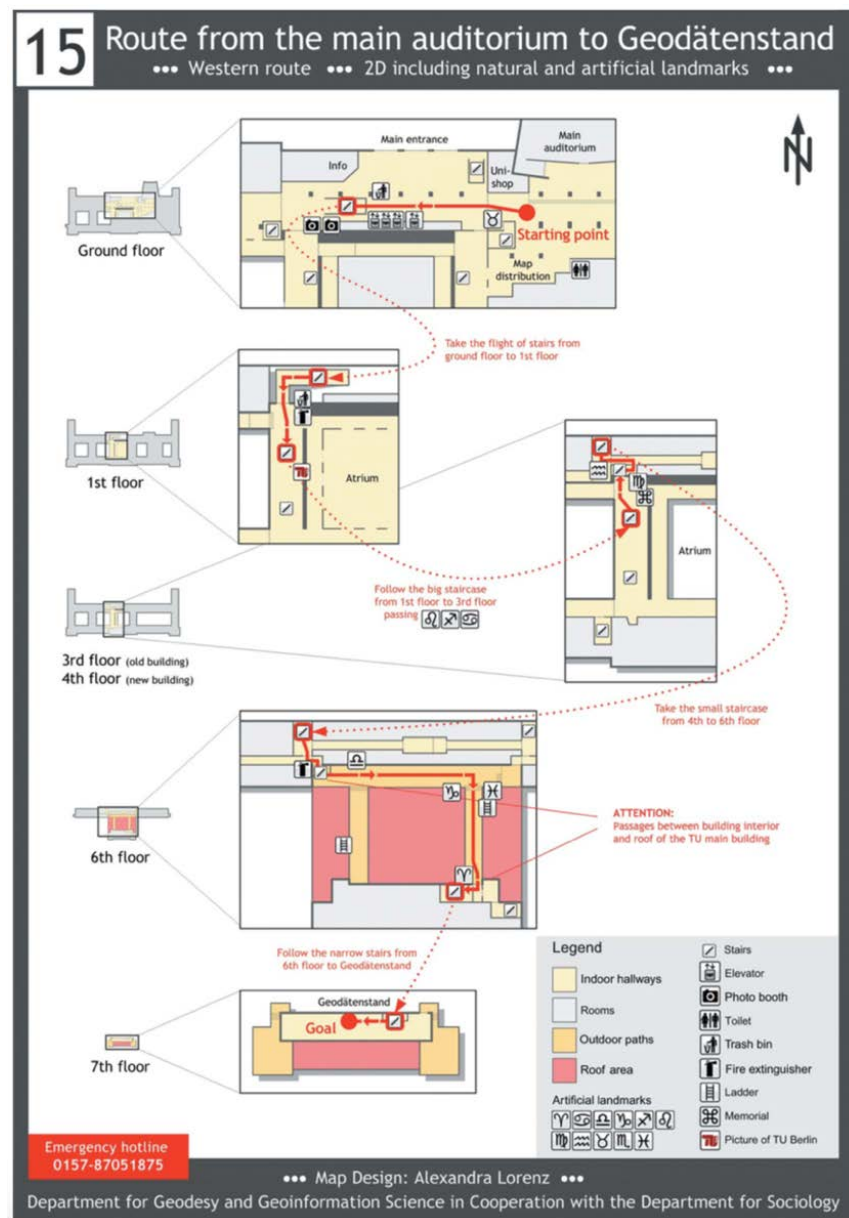 15
Route from the main auditorium to Geodätenstand
••• Western route ••• 2D including natural and artificial landmarks •••
Main entrance
Main
auditorium
Info
Uni-
shop
Starting point
Map
distribution
Ground floor
Take the flight of stairs from
ground floor to 1st floor
Atrium
1st floor
Atrium
Follow the big staircase
from 1st floor to 3rd floor
passing
3rd floor (old building)
4th floor (new building)
Take the small staircase
from 4th to 6th floor
ATTENTION:
Passages between building interior
and roof of the TU main building
6th floor
Follow the narrow stairs from
6th floor to Geodätenstand
Geodätenstand
Goal
7th floor
Legend
Indoor hallways
Rooms
Outdoor paths
Roof area
Artificial landmarks
Stairs
Elevator
Photo booth
Toilet
Trash bin
Fire extinguisher
Ladder
Memorial
Picture of TU Berlin
Emergency hotline
0157-87051875
••• Map Design: Alexandra Lorenz •••
Department for Geodesy and Geoinformation Science in Cooperation with the Department for Sociology